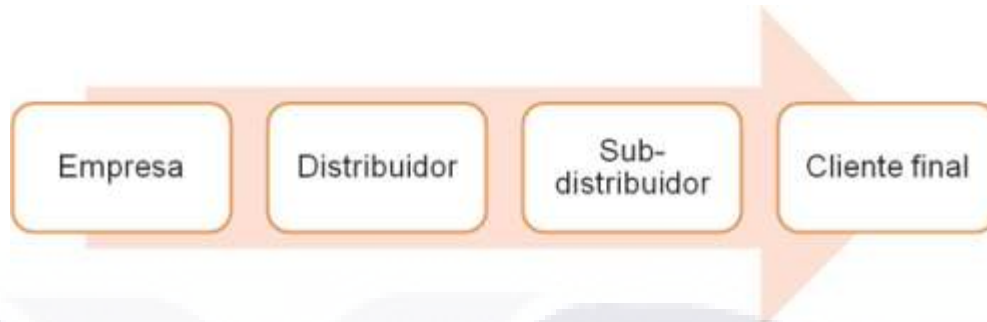 Empresa
Distribuidor
Sub-
distribuidor
Cliente final